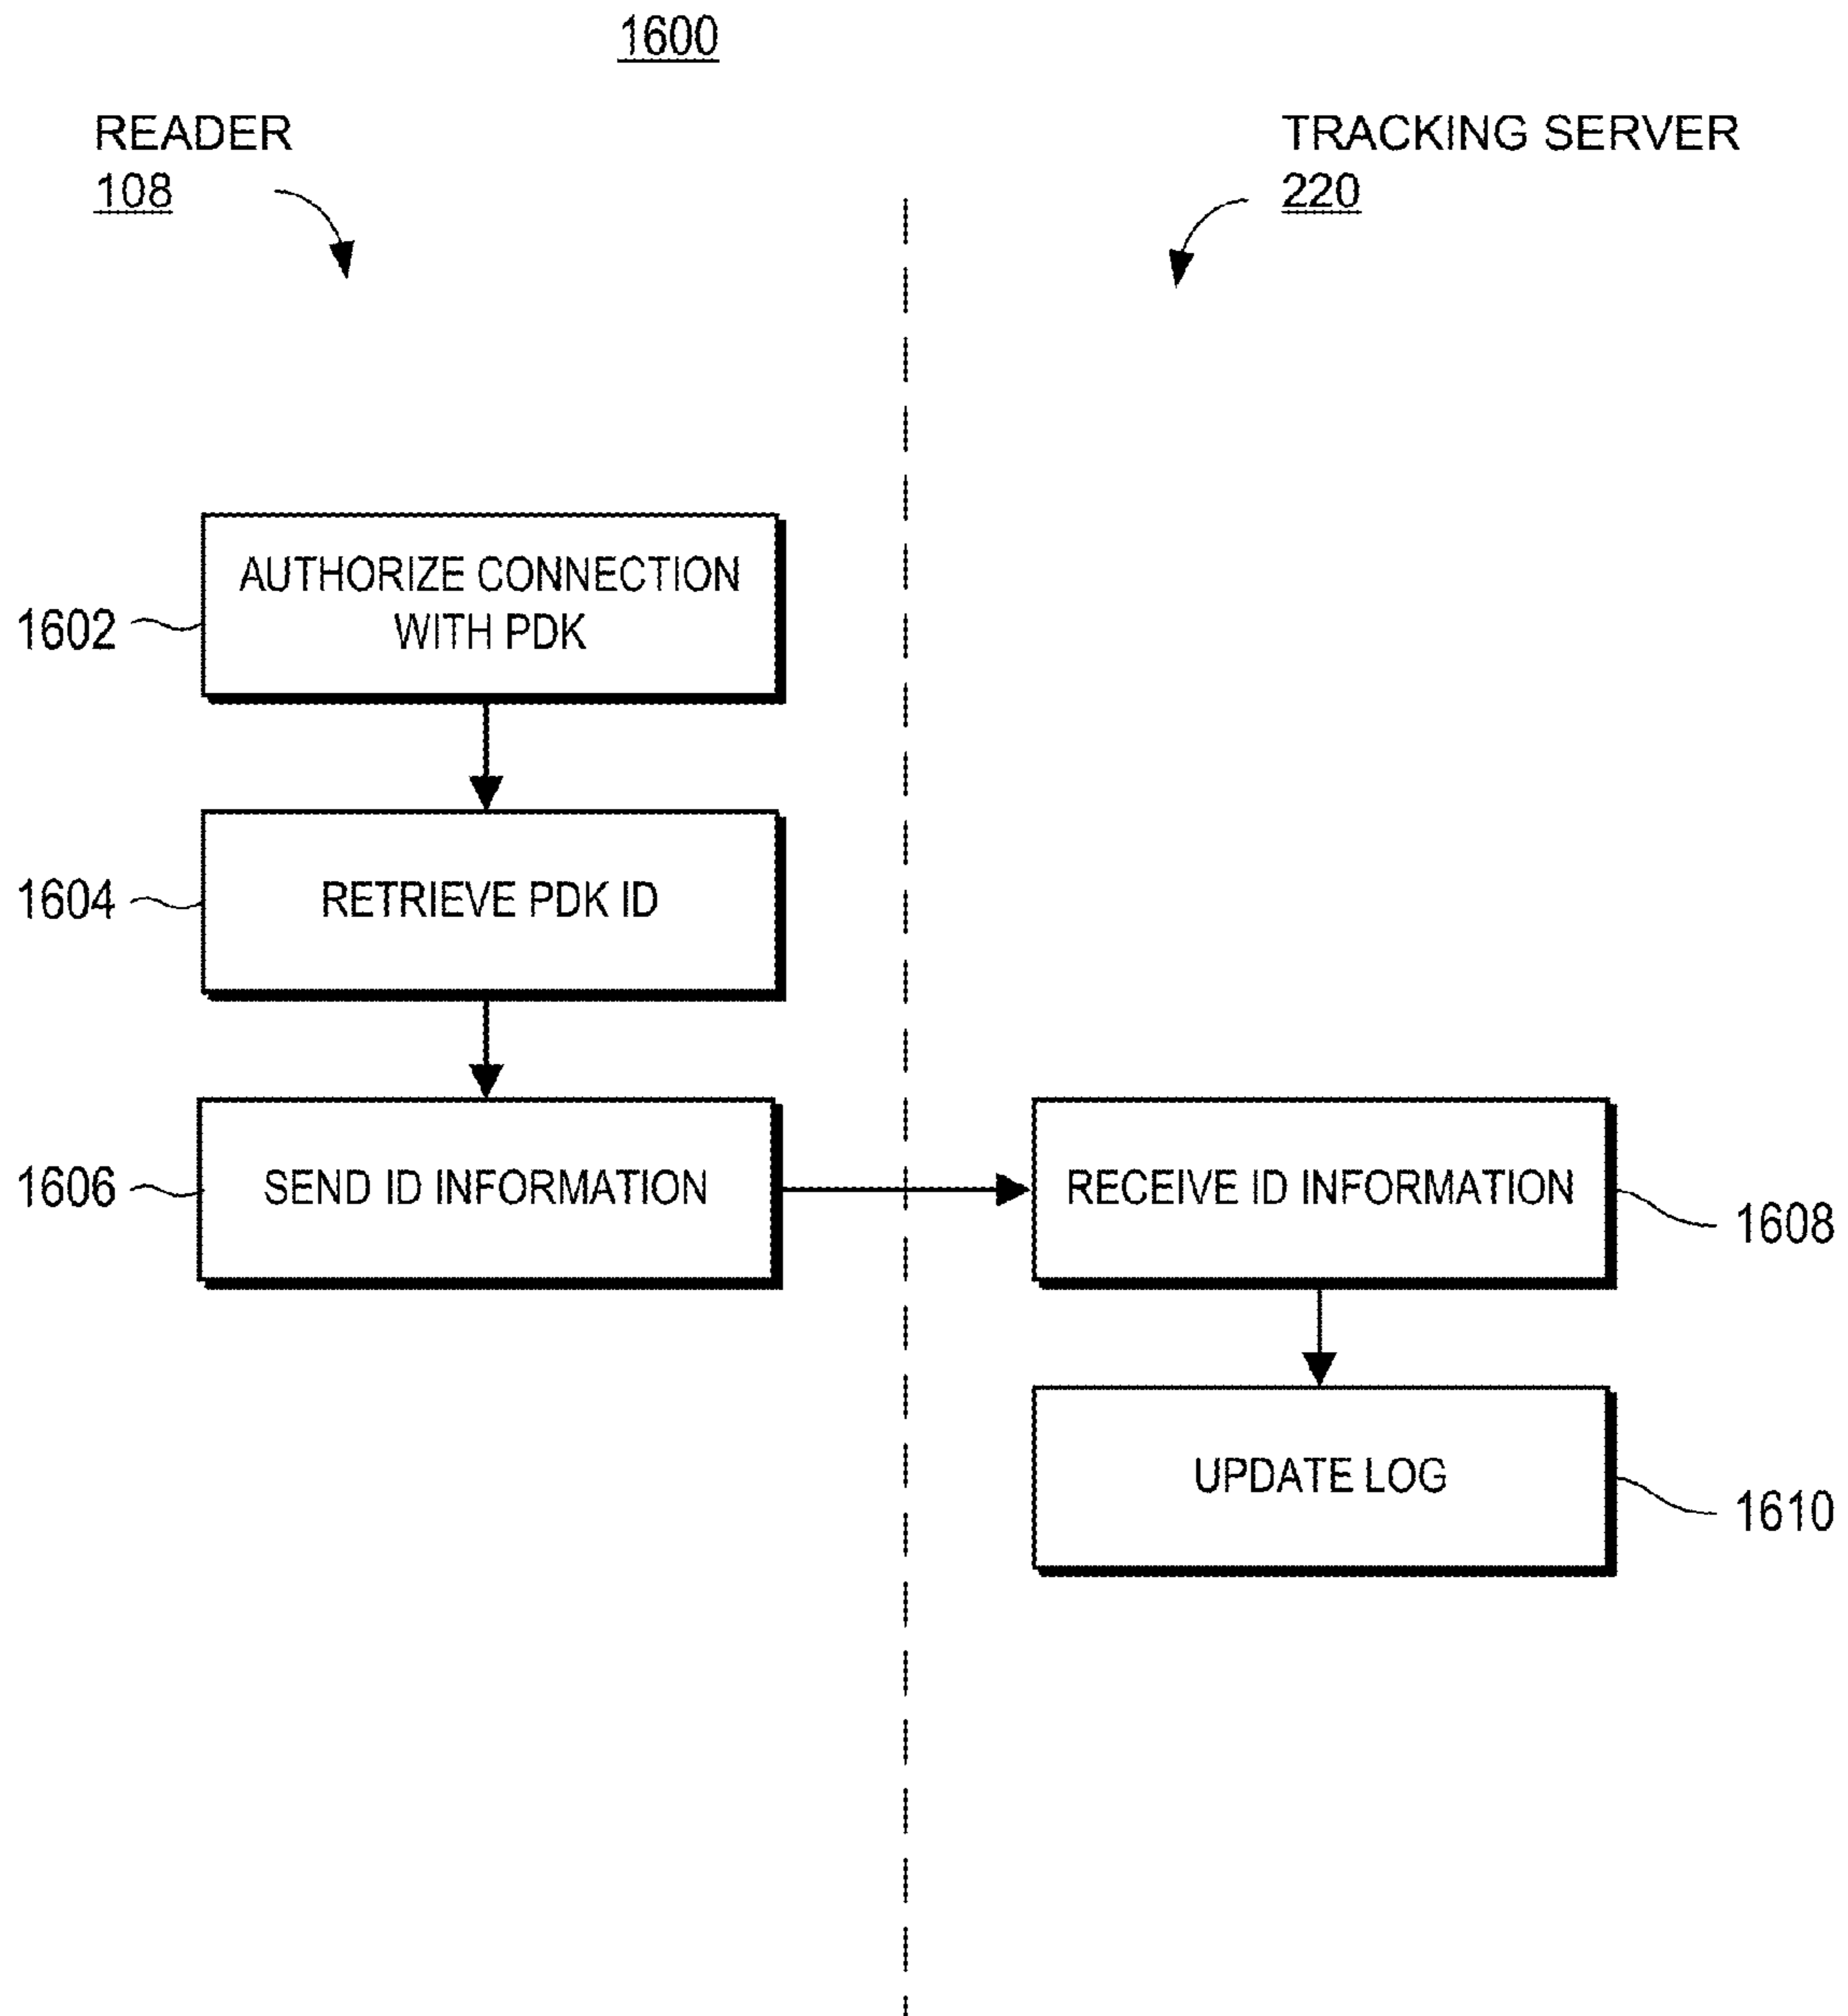 1600
READER
108
TRACKING SERVER
220
AUTHORIZE CONNECTION
WITH PDK
1602
RETRIEVE PDK ID
1604
SEND ID INFORMATION
1606
RECEIVE ID INFORMATION
1608
UPDATE LOG
1610